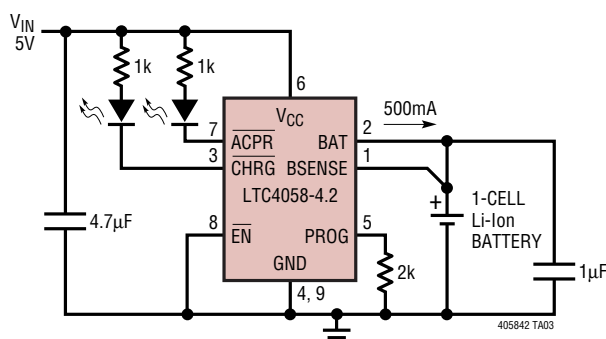 VIN
5V
1k
1k
6
VCC
500mA
7
ACPR
BAT
2
3
CHRG
BSENSE
1
LTC4058-4.2
+
1-CELL
Li-Ion
BATTERY
4.7µF
8
EN
PROG
5
GND
2k
1µF
4, 9
405842 TA03